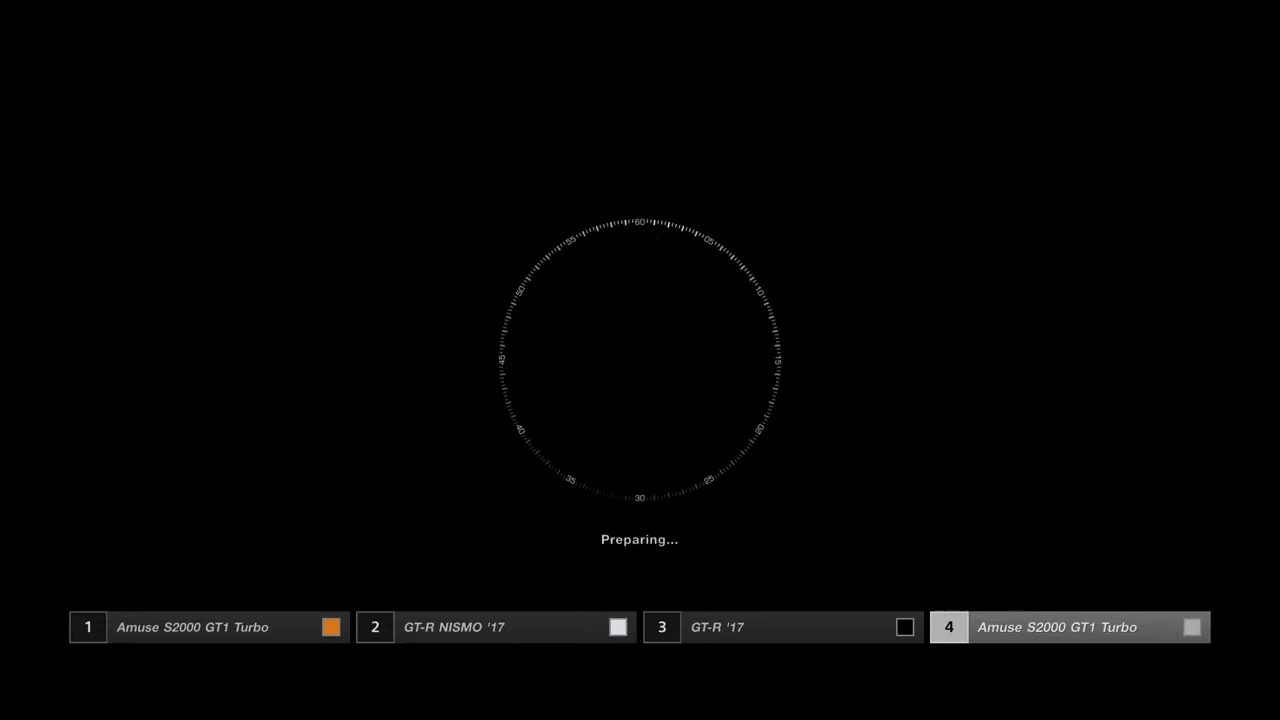 60
55
05
50
10
45
15
40
20
35
25
30
Preparing...
1 Amuse S2000 GT1 Turbo
2 GT-R NISMO '17
3 GT-R '17
4 Amuse S2000 GT1 Turbo